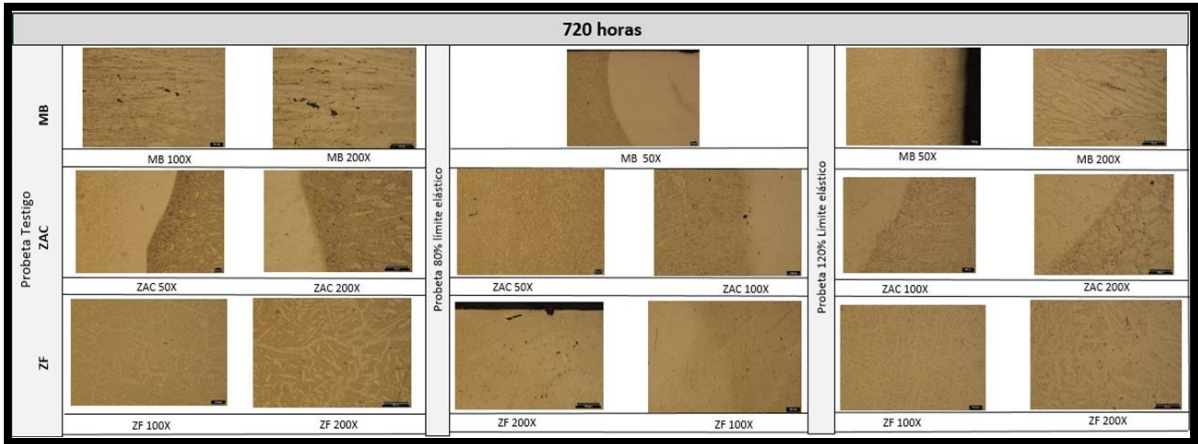 720 horas
Probeta Testigo
MB
MB 100X
MB 200X
ZAC
ZAC 50X
ZAC 200X
ZF
ZF 100X
ZF 200X
Probeta 80% limite elástico
MB 50X
ZAC 50X
ZAC 100X
ZF 200X
ZF 100X
Probeta 120% Limite elástico
MB 50X
MB 200X
ZAC 100X
ZAC 200X
ZF 100X
ZF 200X